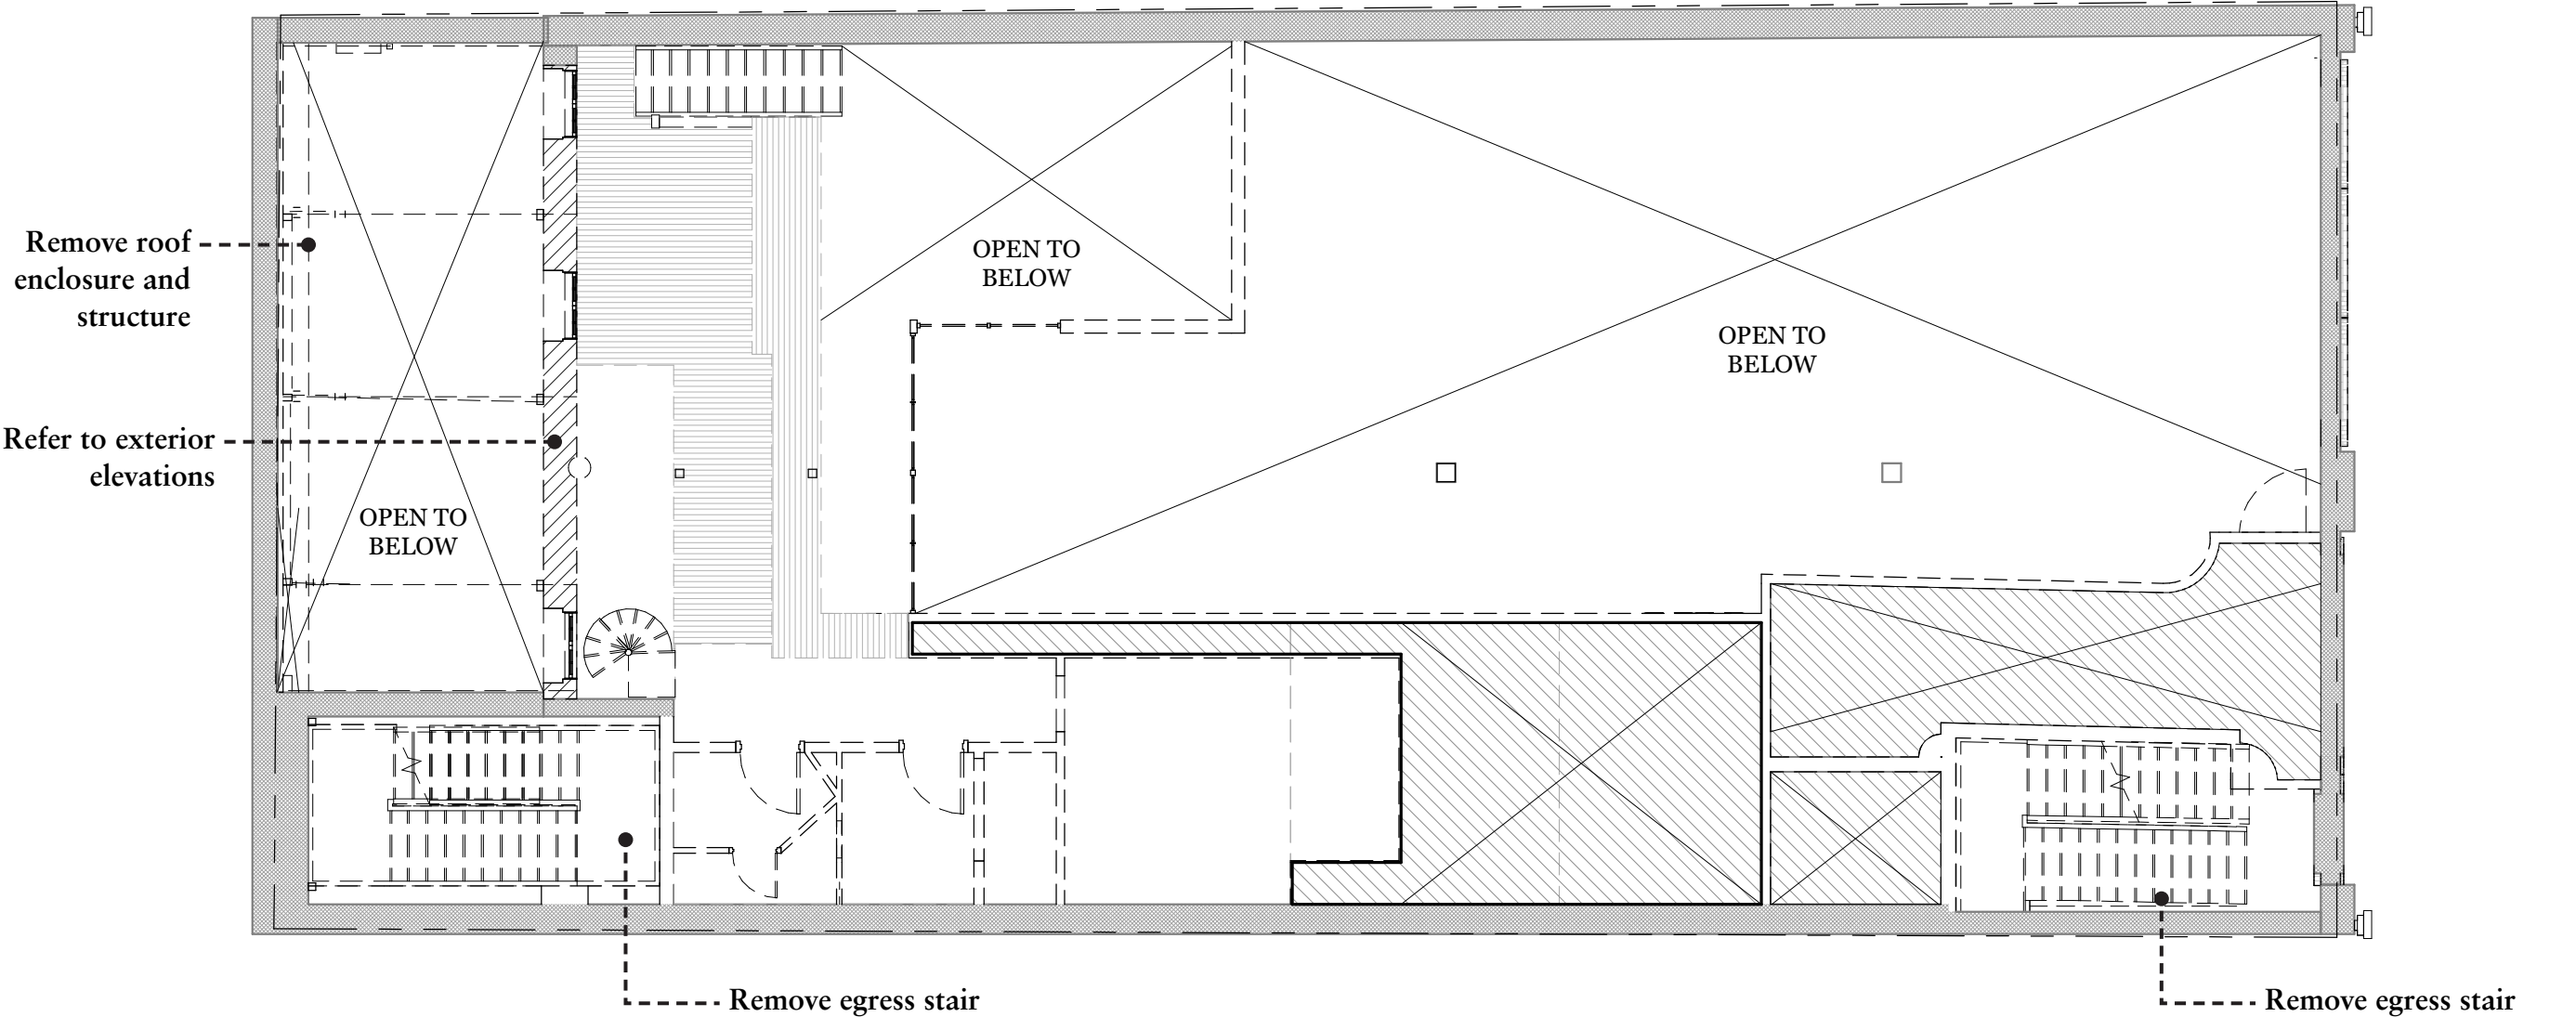 Remove roof
enclosure and
structure
Refer to exterior
elevations
OPEN TO
BELOW
OPEN TO
BELOW
OPEN TO
BELOW
Remove egress stair
Remove egress stair